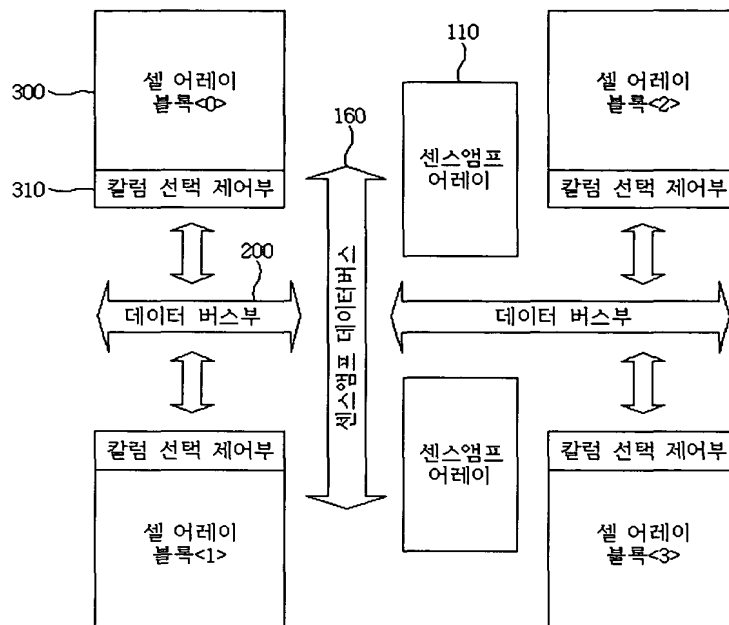 110
셀 어레이
블록<0>
300
160
센스앰프
어레이
셀 어레이
블록<2>
310
칼럼 선택 제어부
칼럼 선택 제어부
200
데이터 버스부
센스앰프 데이터버스
데이터 버스부
칼럼 선택 제어부
센스앰프
어레이
칼럼 선택 제어부
셀 어레이
블록<1>
셀 어레이
블록<3>